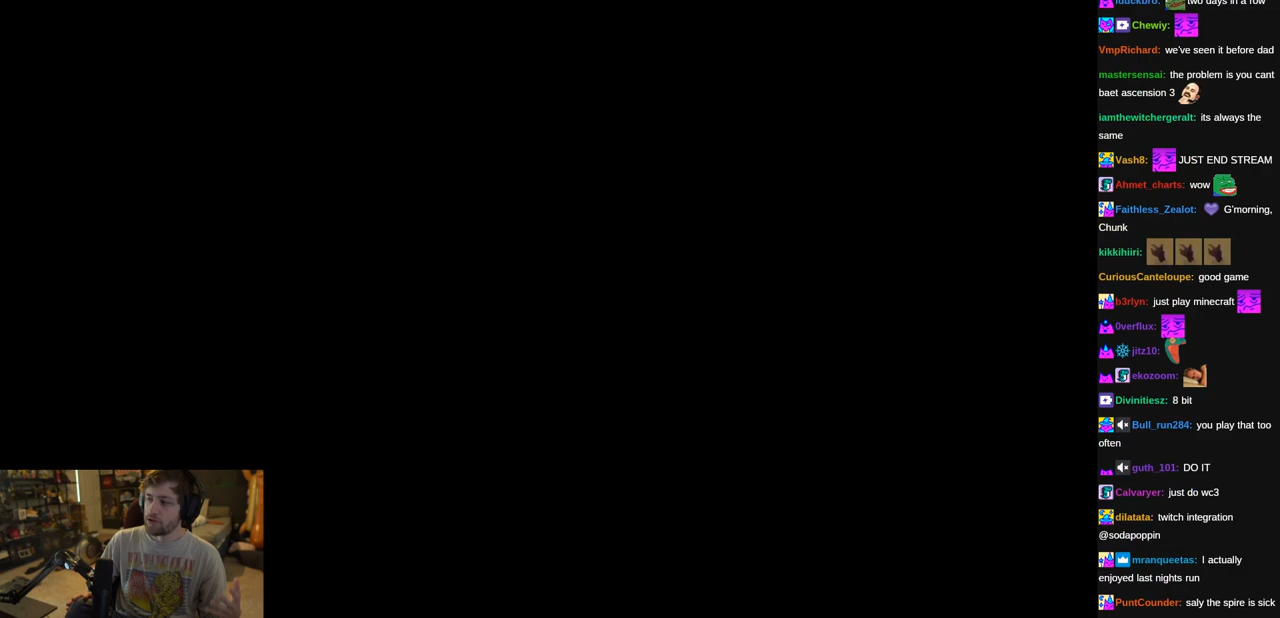 fduckbro: two days in a row
Chewiy:
VmpRichard: we've seen it before dad
mastersensai: the problem is you cant
baet ascension 3
iamthewitchergeralt: its always the
same
Vash8: JUST END STREAM
Ahmet_charts: wow
Faithless_Zealot: G'morning,
Chunk
kikkihiiri:
CuriousCanteloupe: good game
b3rlyn: just play minecraft
0verflux:
jitz10:
ekozoom:
Divinitiesz: 8 bit
Bull_run284: you play that too
often
guth_101: DO IT
Calvaryer: just do wc3
dilatata: twitch integration
@sodapoppin
mranqueetas: I actually
enjoyed last nights run
PuntCounder: saly the spire is sick